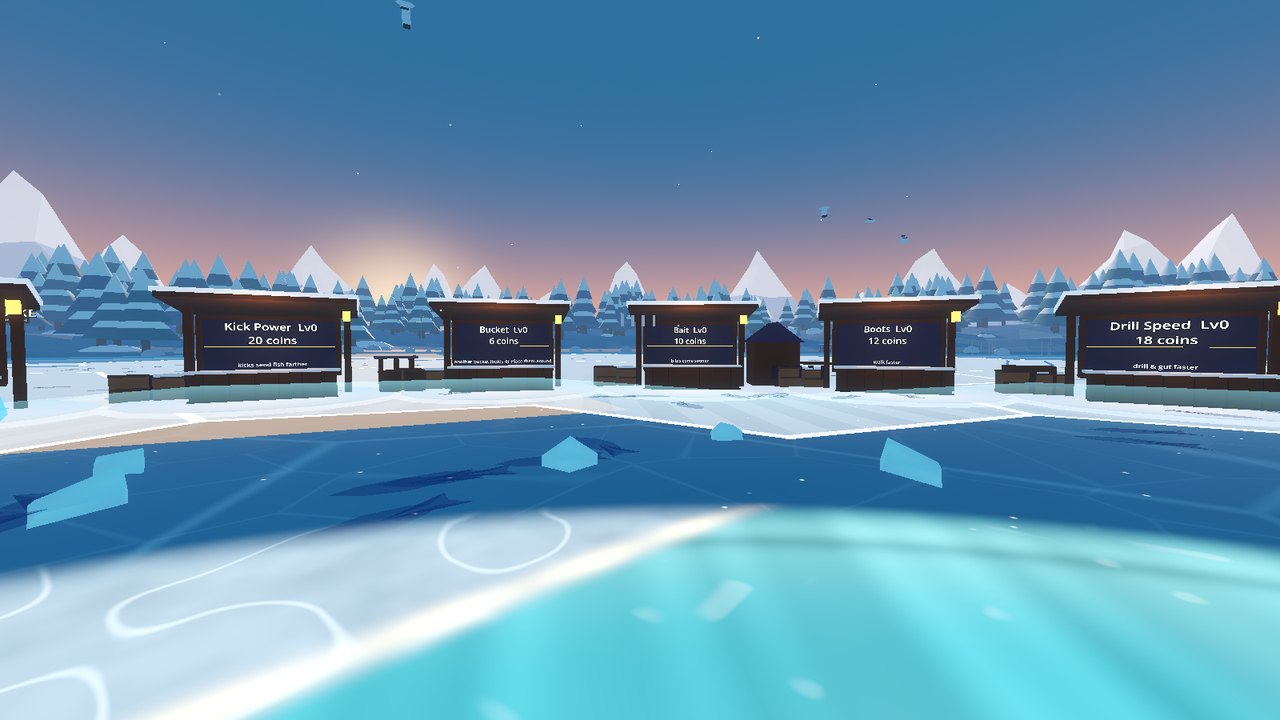 Kick Power Lv0
20 coins
kicks send fish farther
Bucket Lv0
6 coins
Bait Lv0
10 coins
Boots Lv0
12 coins
walk faster
Drill Speed Lv0
18 coins
drill & gut faster